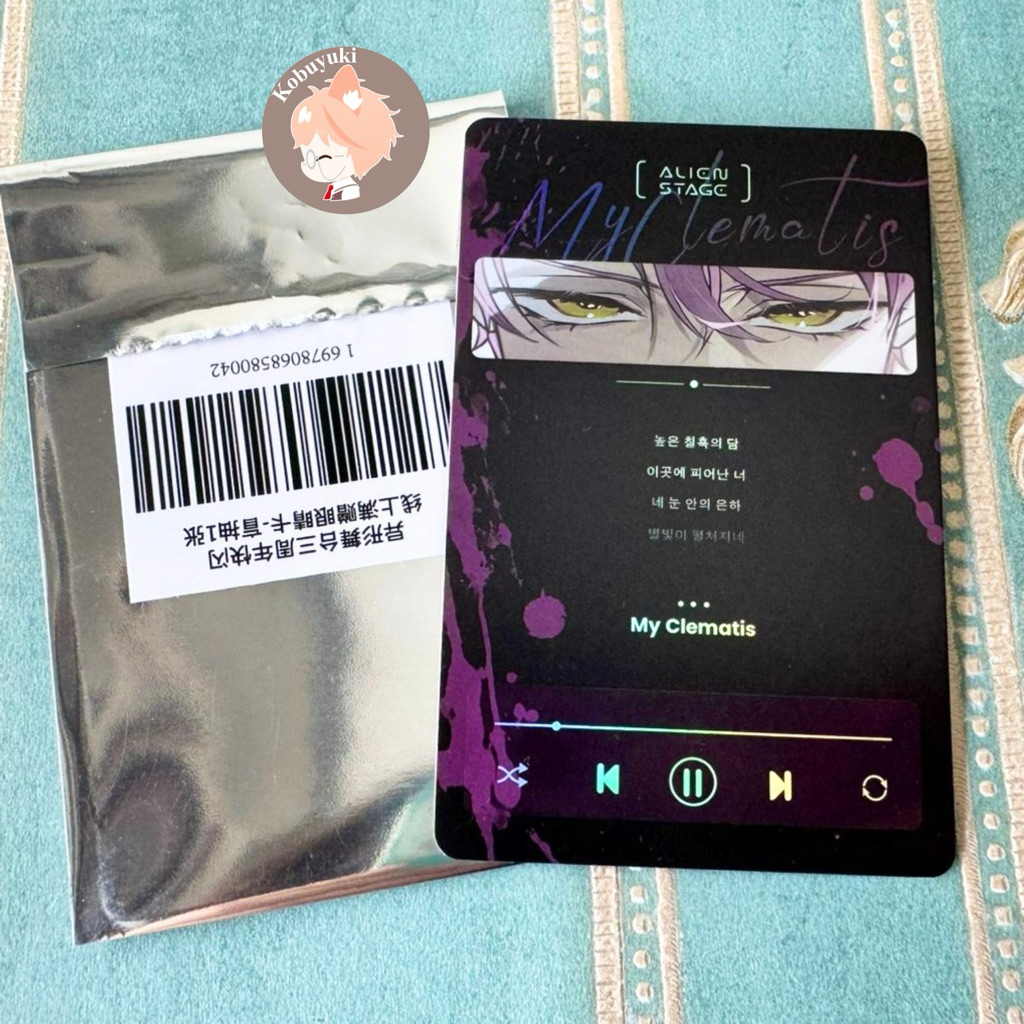 Kobuyuki
1 6978068580042
异形舞台三周年快闪
线上满赠眼睛卡-盲抽1张
ALIEN
STAGE
My Clematis
높은 칠흑의 담
이곳에 피어난 너
네 눈 안의 은하
별빛이 펼쳐지네
My Clematis